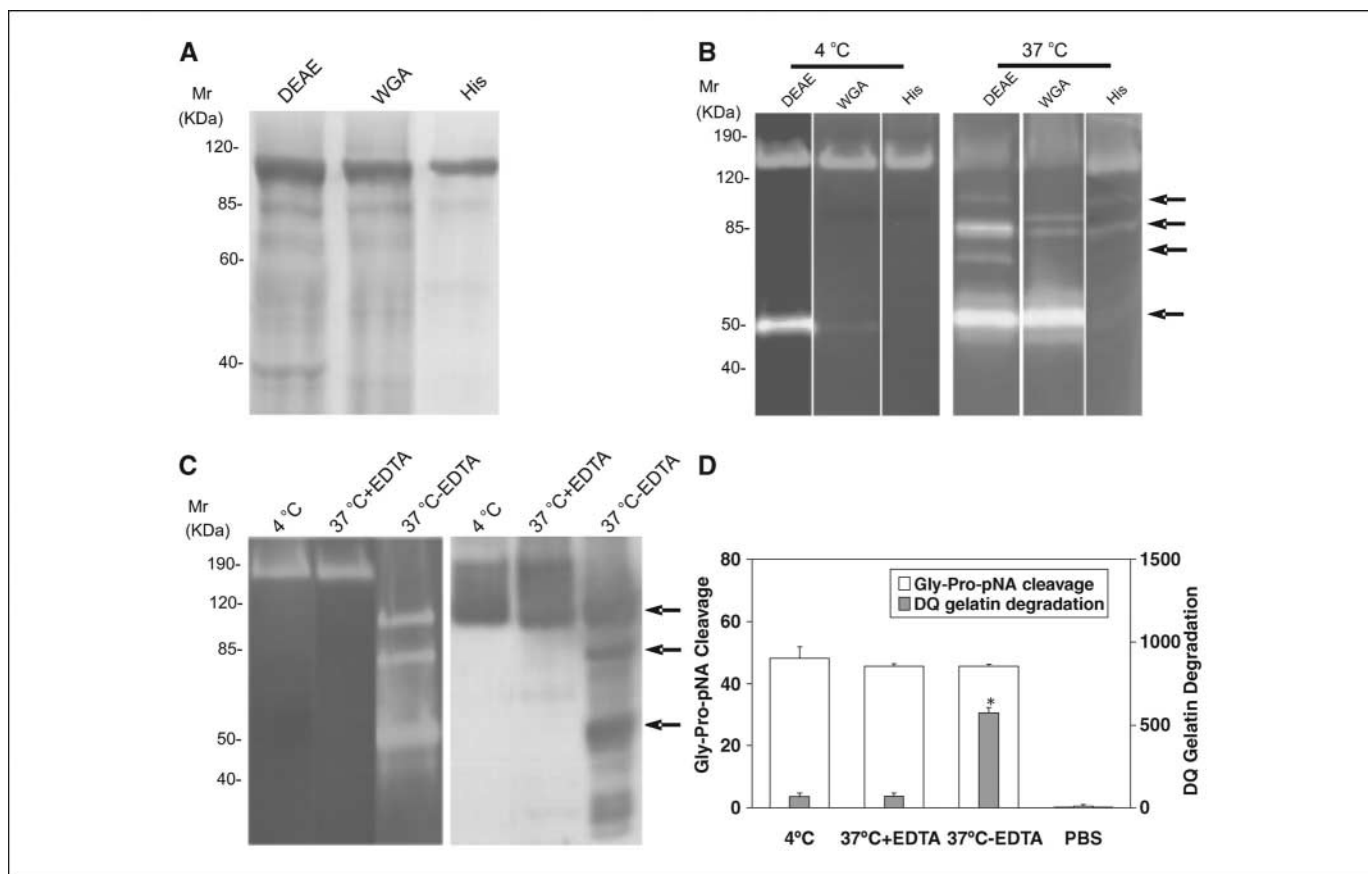 A
DEAE
WGA
His
Mr
(KDa)
120-
85-
60-
40-
B
4 °C
37 °C
Mr
(KDa)
DEAE
WGA
His
DEAE
WGA
His
190-
120-
85-
50-
40-
C
Mr
(KDa)
4 °C
37 °C+EDTA
37 °C-EDTA
4 °C
37 °C+EDTA
37 °C-EDTA
190-
120-
85-
50-
40-
D
Gly-Pro-pNA Cleavage
80
60
40
20
0
Gly-Pro-pNA cleavage
DQ gelatin degradation
*
1500
1000
500
0
DQ Gelatin Degradation
4ºC
37ºC+EDTA
37ºC-EDTA
PBS